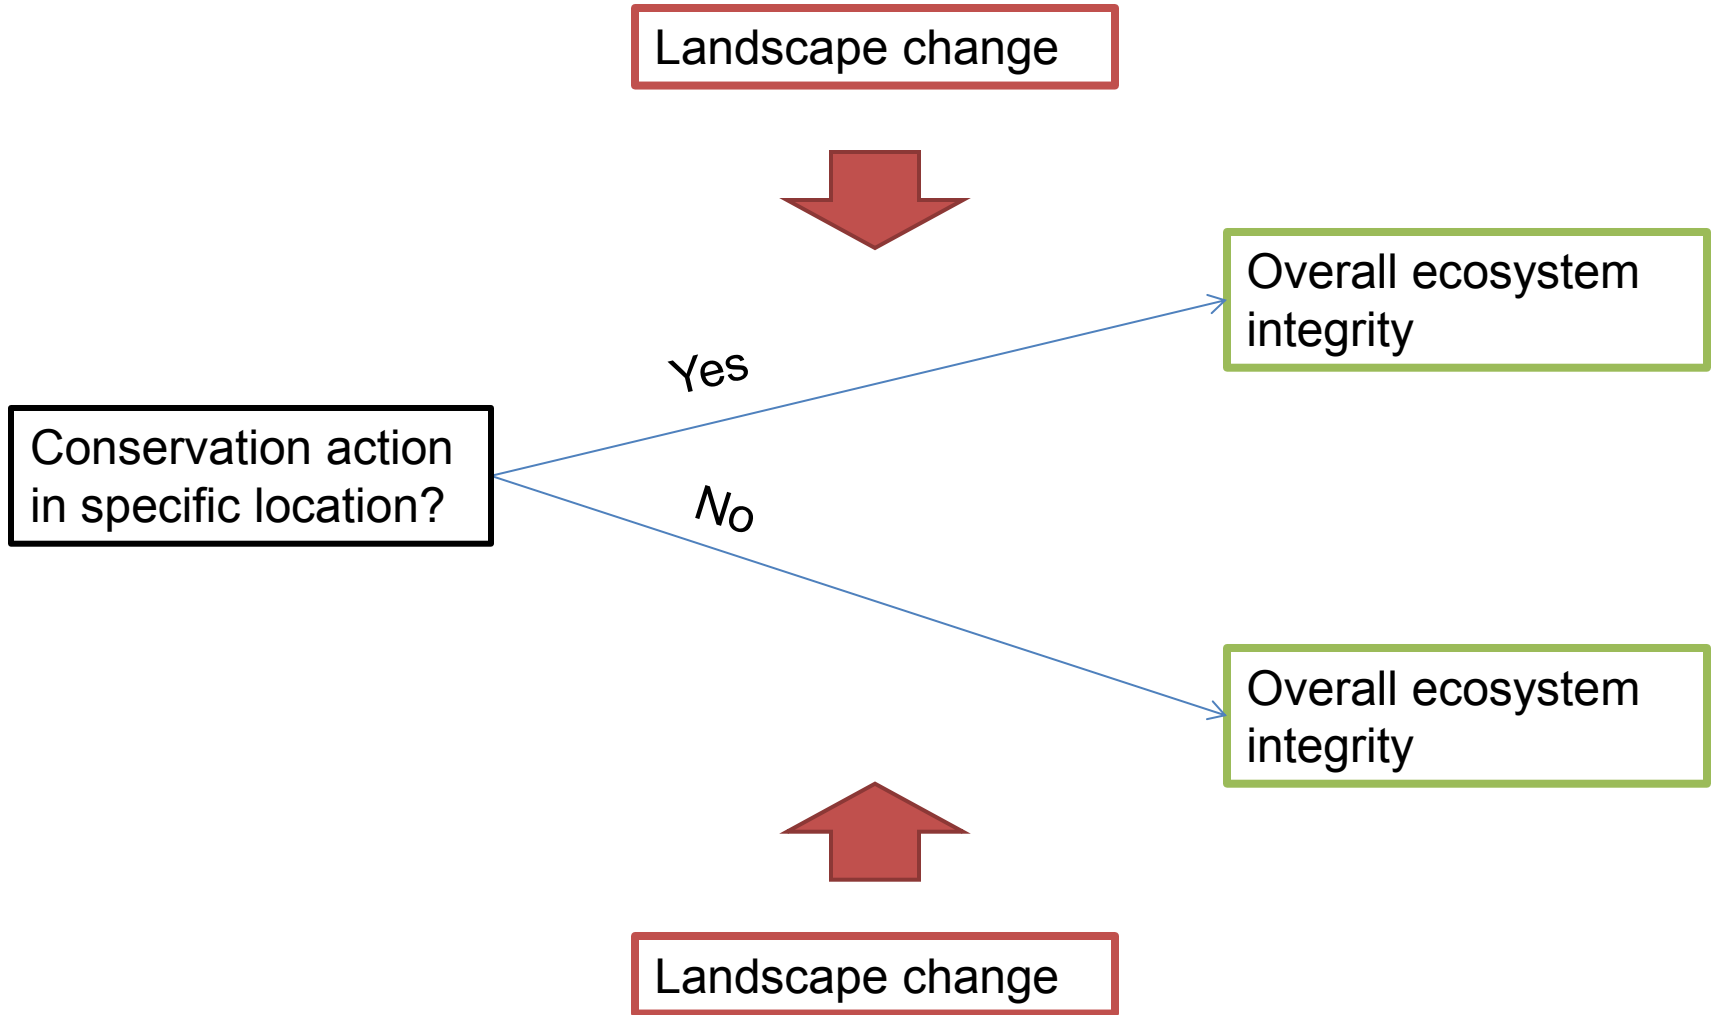 Landscape change
Overall ecosystem
integrity
Yes
Conservation action
in specific location?
No
Overall ecosystem
integrity
Landscape change